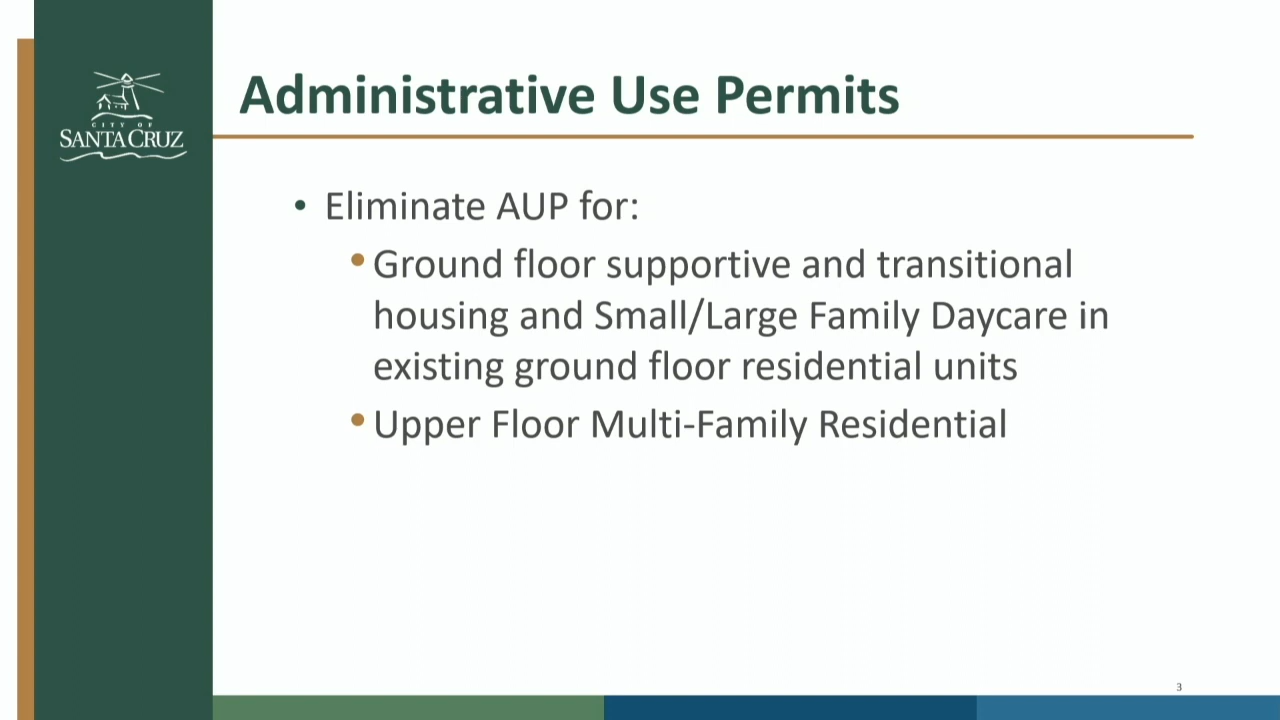 CITY OF
SANTA CRUZ
Administrative Use Permits
• Eliminate AUP for:
• Ground floor supportive and transitional
housing and Small/Large Family Daycare in
existing ground floor residential units
• Upper Floor Multi-Family Residential
3